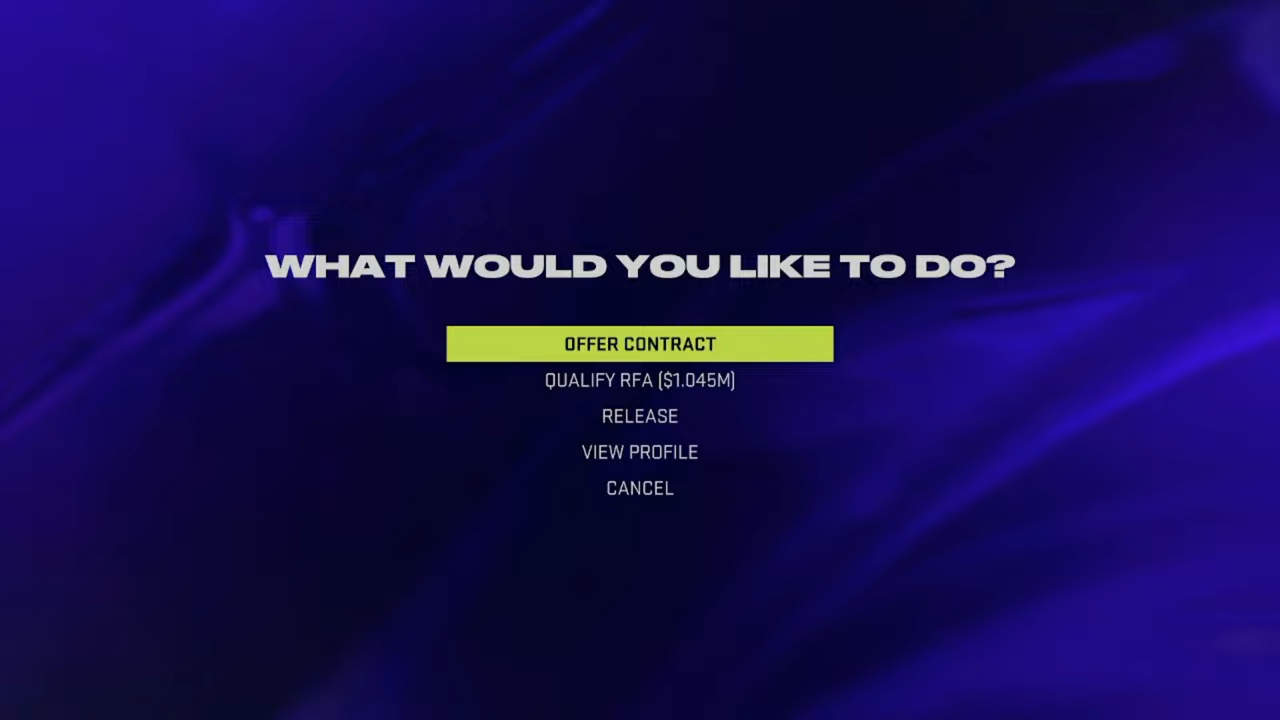 WHAT WOULD YOU LIKE TO DO?
OFFER CONTRACT
QUALIFY RFA ($1.045M)
RELEASE
VIEW PROFILE
CANCEL